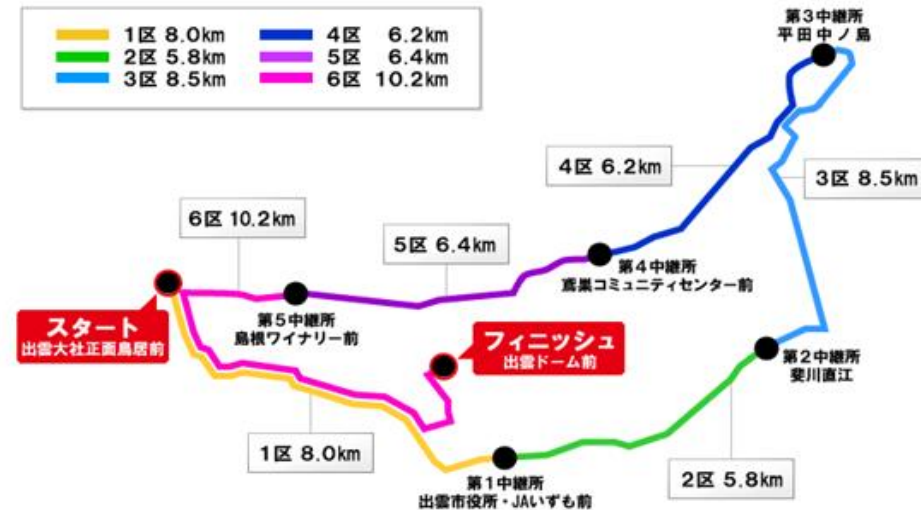 1区 8.0km
2区 5.8km
3区 8.5km
4区 6.2km
5区 6.4km
6区 10.2km
第3中継所
平田中ノ島
4区 6.2km
3区 8.5km
6区 10.2km
5区 6.4km
第4中継所
鳶巣コミュニティセンター前
スタート
出雲大社正面鳥居前
第5中継所
島根ワイナリー前
フィニッシュ
出雲ドーム前
第2中継所
斐川直江
1区 8.0km
第1中継所
出雲市役所・JAいずも前
2区 5.8km